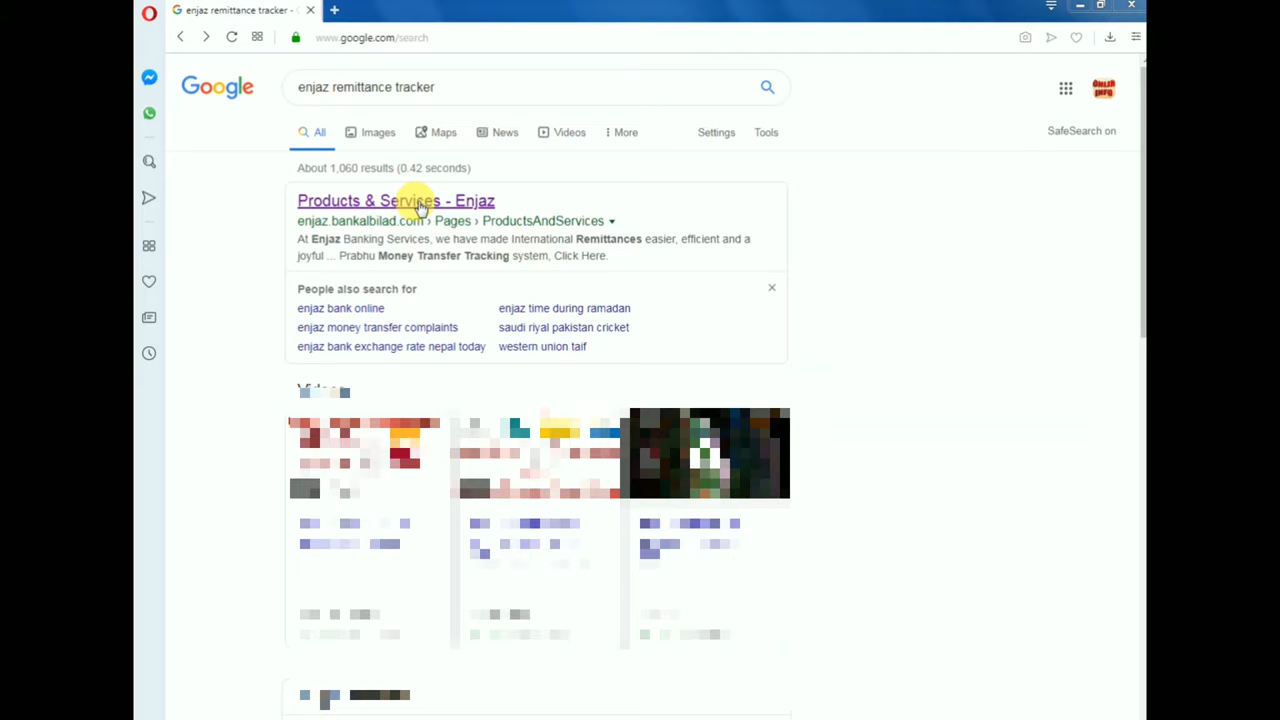 enjaz remittance tracker -
www.google.com/search
Google
enjaz remittance tracker
ONLINE INFO
All
Images
Maps
News
Videos
More
Settings
Tools
SafeSearch on
About 1,060 results (0.42 seconds)
Products & Services - Enjaz
enjaz.bankalbilad.com › Pages › ProductsAndServices
At Enjaz Banking Services, we have made International Remittances easier, efficient and a
joyful ... Prabhu Money Transfer Tracking system, Click Here.
People also search for
enjaz bank online
enjaz time during ramadan
enjaz money transfer complaints
saudi riyal pakistan cricket
enjaz bank exchange rate nepal today
western union taif